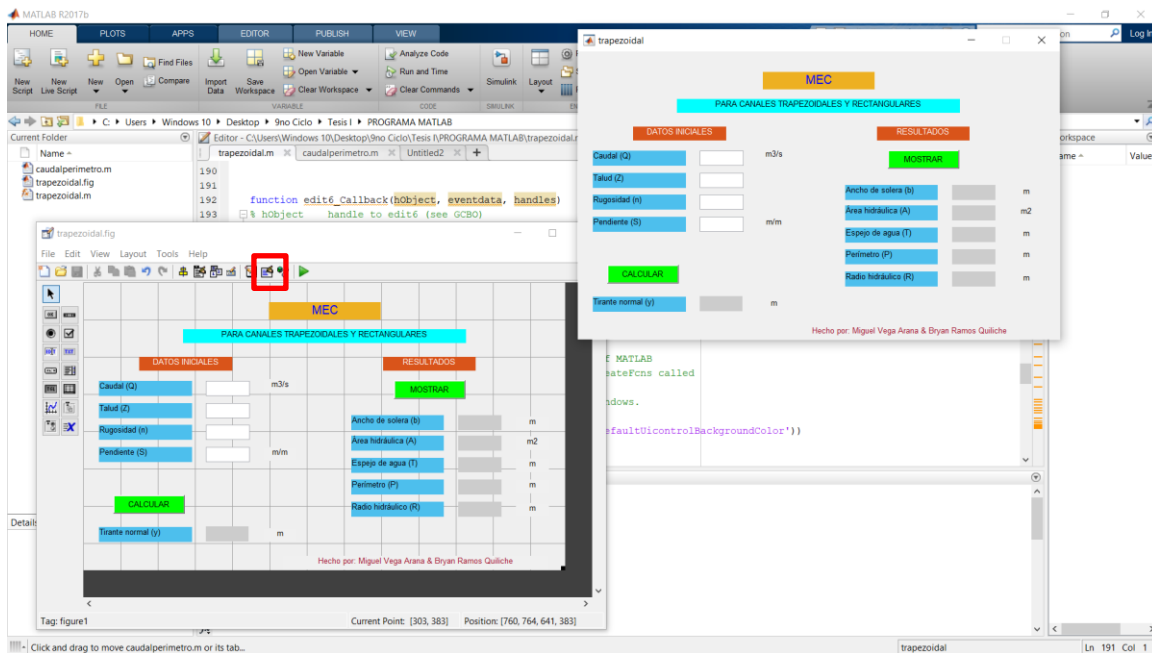 MATLAB R2017b
HOME PLOTS APPS EDITOR PUBLISH VIEW
Log In
New Script
New Live Script
New
Open
Find Files
Compare
Import Data
Save Workspace
New Variable
Open Variable
Clear Workspace
Analyze Code
Run and Time
Clear Commands
Simulink
Layout
FILE VARIABLE CODE SIMULINK
C: Users Windows 10 Desktop 9no Ciclo Tesis I PROGRAMA MATLAB
Current Folder
Name
caudalperimetro.m
trapezoidal.fig
trapezoidal.m
Editor - C:\Users\Windows 10\Desktop\9no Ciclo\Tesis I\PROGRAMA MATLAB\trapezoidal.
trapezoidal.m caudalperimetro.m Untitled2
190
191
192 function edit6_Callback(hObject, eventdata, handles)
193 % hObject handle to edit6 (see GCBO)
f MATLAB
eateFcns called
ndows.
efaultUicontrolBackgroundColor'))
Value
trapezoidal
MEC
PARA CANALES TRAPEZOIDALES Y RECTANGULARES
DATOS INICIALES RESULTADOS
Caudal (Q) m3/s
MOSTRAR
Talud (Z)
Rugosidad (n)
Pendiente (S) m/m
Ancho de solera (b) m
Area hidráulica (A) m2
Espejo de agua (T) m
Perímetro (P) m
Radio hidráulico (R) m
CALCULAR
Tirante normal (y) m
Hecho por: Miguel Vega Arana & Bryan Ramos Quiliche
trapezoidal.fig
File Edit View Layout Tools Help
MEC
PARA CANALES TRAPEZOIDALES Y RECTANGULARES
DATOS INICIALES RESULTADOS
Caudal (Q) m3/s
MOSTRAR
Talud (Z)
Rugosidad (n)
Pendiente (S) m/m
Ancho de solera (b) m
Área hidráulica (A) m2
Espejo de agua (T) m
Perímetro (P) m
Radio hidráulico (R) m
CALCULAR
Tirante normal (y) m
Hecho por: Miguel Vega Arana & Bryan Ramos Quiliche
Tag: figure1 Current Point: [303, 383] Position: [760, 764, 641, 383]
Details
Click and drag to move caudalperimetro.m or its tab...
trapezoidal
Ln 191 Col 1